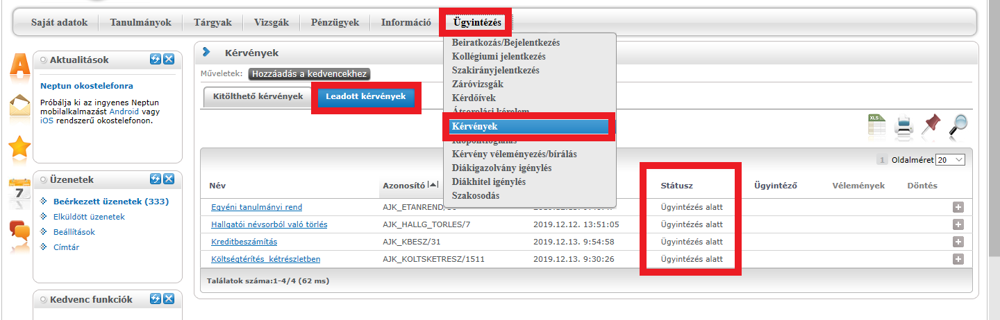 Saját adatok
Tanulmányok
Tárgyak
Vizsgák
Pénzügyek
Információ
Ügyintézés
Beiratkozás/Bejelentkezés
Kollégiumi jelentkezés
Szakirányjelentkezés
Záróvizsgák
Kérdőívek
Átsorolási kérelem
Kérvények
Időpontfoglalás
Kérvény véleményezés/bírálás
Diákigazolvány igénylés
Diákhitel igénylés
Szakosodás
Aktualitások
Neptun okostelefonra
Próbálja ki az ingyenes Neptun
mobilalkalmazást Android vagy
iOS rendszerű okostelefonon.
7
Üzenetek
Beérkezett üzenetek (333)
Elküldött üzenetek
Beállítások
Címtár
Kedvenc funkciók
Kérvények
Műveletek: Hozzáadás a kedvencekhez
Kitölthető kérvények
Leadott kérvények
XLS
1 Oldalméret 20
Név Azonosító Státusz Ügyintéző Vélemények Döntés
Egyéni tanulmányi rend Ügyintézés alatt
Hallgatói névsorból való törlés AJK_HALLG_TORLES/7 2019.12.12. 13:51:05 Ügyintézés alatt
Kreditbeszámítás AJK_KBESZ/31 2019.12.13. 9:54:58 Ügyintézés alatt
Költségtérítés kétrészletben AJK_KOLTSKETRESZ/1511 2019.12.13. 9:30:26 Ügyintézés alatt
Találatok száma:1-4/4 (62 ms)